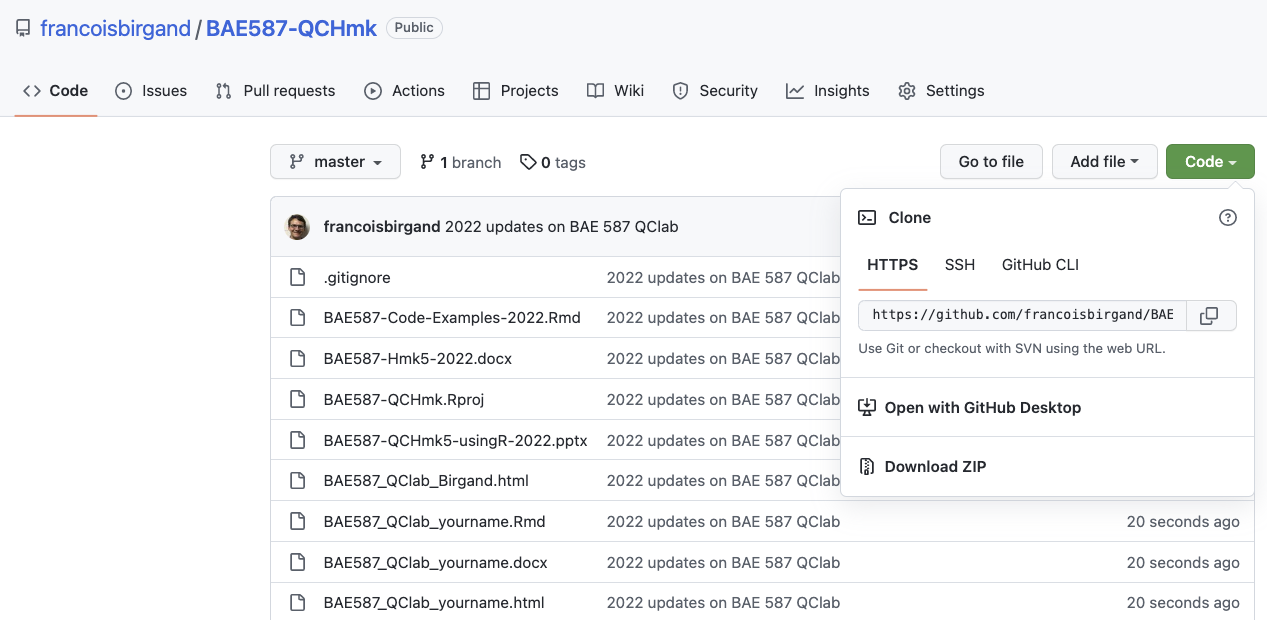 francoisbirgand / BAE587-QCHmk Public
Code Issues Pull requests Actions Projects Wiki Security Insights Settings
master 1 branch 0 tags Go to file Add file Code
francoisbirgand 2022 updates on BAE 587 QClab
.gitignore 2022 updates on BAE 587 QClab
BAE587-Code-Examples-2022.Rmd 2022 updates on BAE 587 QClab
BAE587-Hmk5-2022.docx 2022 updates on BAE 587 QClab
BAE587-QCHmk.Rproj 2022 updates on BAE 587 QClab
BAE587-QCHmk5-usingR-2022.pptx 2022 updates on BAE 587 QClab
BAE587_QClab_Birgand.html 2022 updates on BAE 587 QClab
BAE587_QClab_yourname.Rmd 2022 updates on BAE 587 QClab 20 seconds ago
BAE587_QClab_yourname.docx 2022 updates on BAE 587 QClab 20 seconds ago
BAE587_QClab_yourname.html 2022 updates on BAE 587 QClab 20 seconds ago
Clone
HTTPS SSH GitHub CLI
https://github.com/francoisbirgand/BAE
Use Git or checkout with SVN using the web URL.
Open with GitHub Desktop
Download ZIP